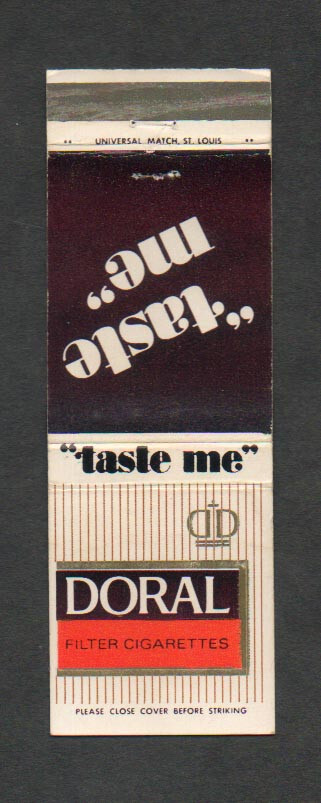 UNIVERSAL MATCH, ST. LOUIS
"taste
me"
"taste me"
DORAL
FILTER CIGARETTES
PLEASE CLOSE COVER BEFORE STRIKING